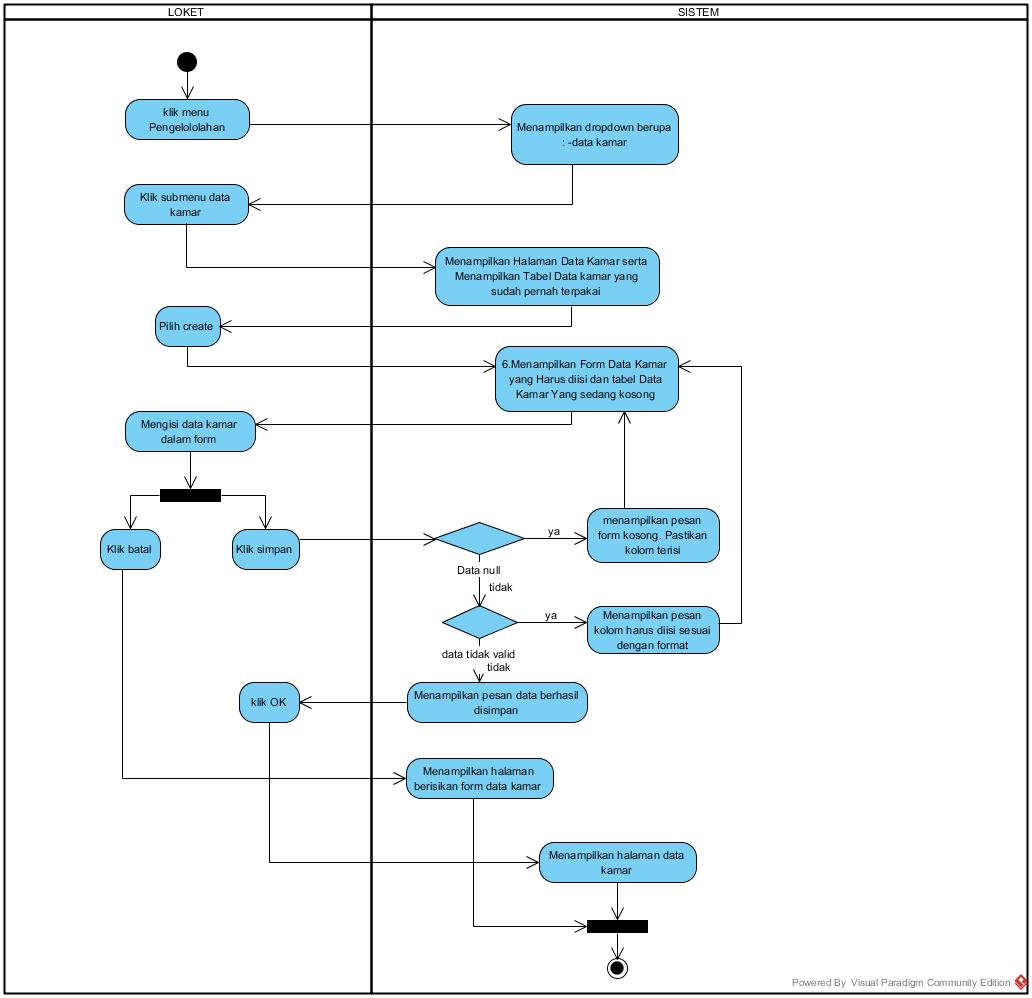 LOKET
SISTEM
klik menu
Pengelololahan
Menampilkan dropdown berupa
: -data kamar
Klik submenu data
kamar
Menampilkan Halaman Data Kamar serta
Menampilkan Tabel Data kamar yang
sudah pernah terpakai
Pilih create
6.Menampilkan Form Data Kamar
yang Harus diisi dan tabel Data
Kamar Yang sedang kosong
Mengisi data kamar
dalam form
Klik batal
Klik simpan
ya
menampilkan pesan
form kosong. Pastikan
kolom terisi
Data null
tidak
ya
Menampilkan pesan
kolom harus diisi sesuai
dengan format
data tidak valid
tidak
klik OK
Menampilkan pesan data berhasil
disimpan
Menampilkan halaman
berisikan form data kamar
Menampilkan halaman data
kamar
Powered By Visual Paradigm Community Edition